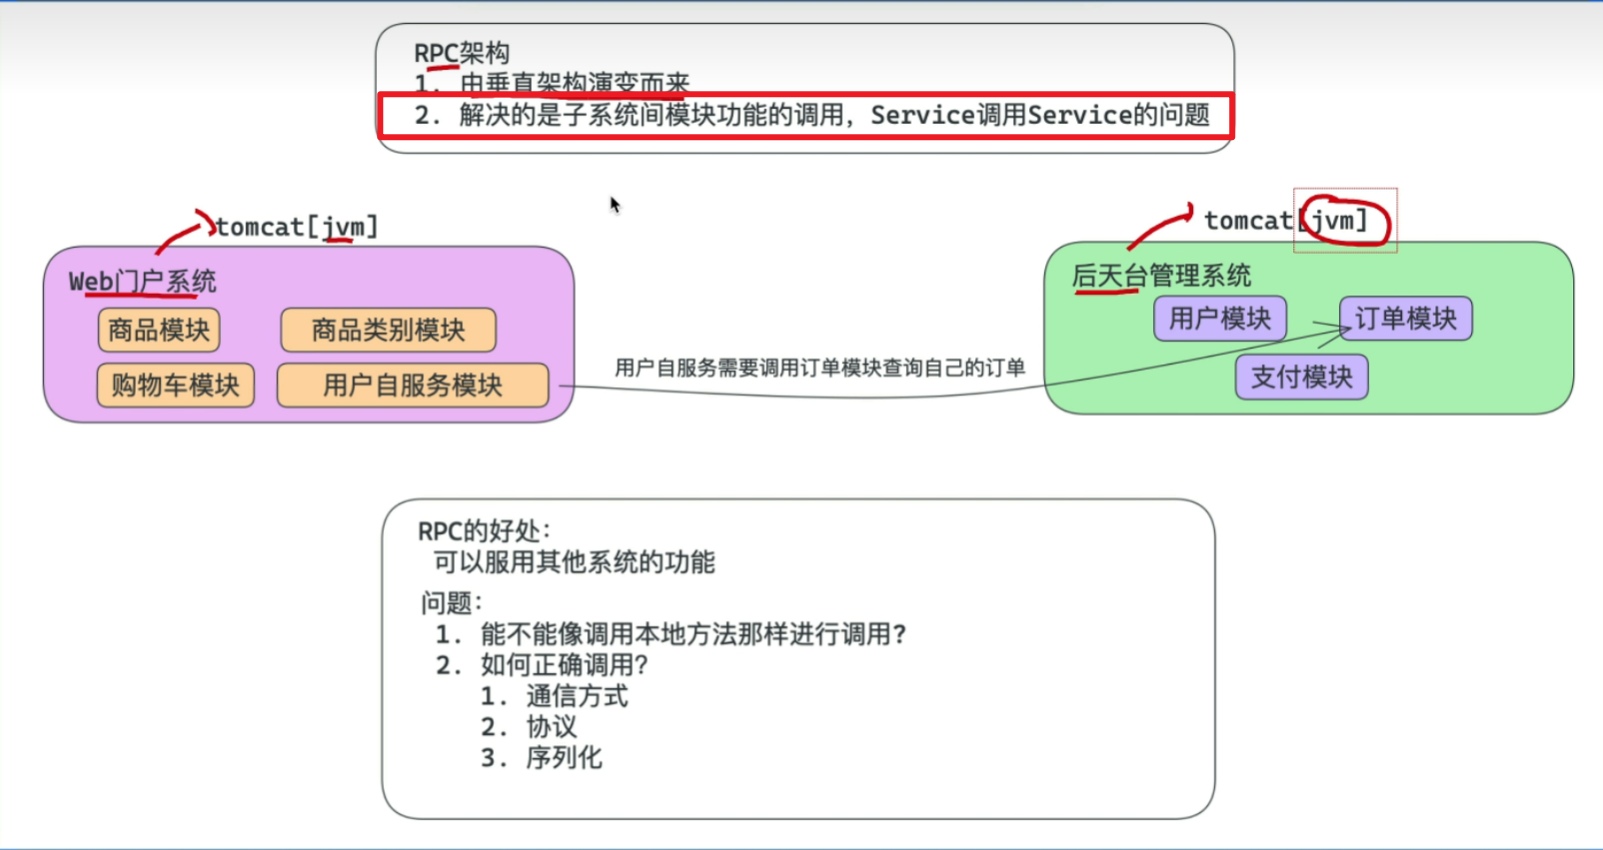 RPC架构
1. 由垂直架构演变而来
2. 解决的是子系统间模块功能的调用，Service调用Service的问题
tomcat[jvm]
tomcat[jvm]
Web门户系统
商品模块
商品类别模块
购物车模块
用户自服务模块
用户自服务需要调用订单模块查询自己的订单
后天台管理系统
用户模块
订单模块
支付模块
RPC的好处：
可以服用其他系统的功能
问题：
1. 能不能像调用本地方法那样进行调用?
2. 如何正确调用?
1. 通信方式
2. 协议
3. 序列化